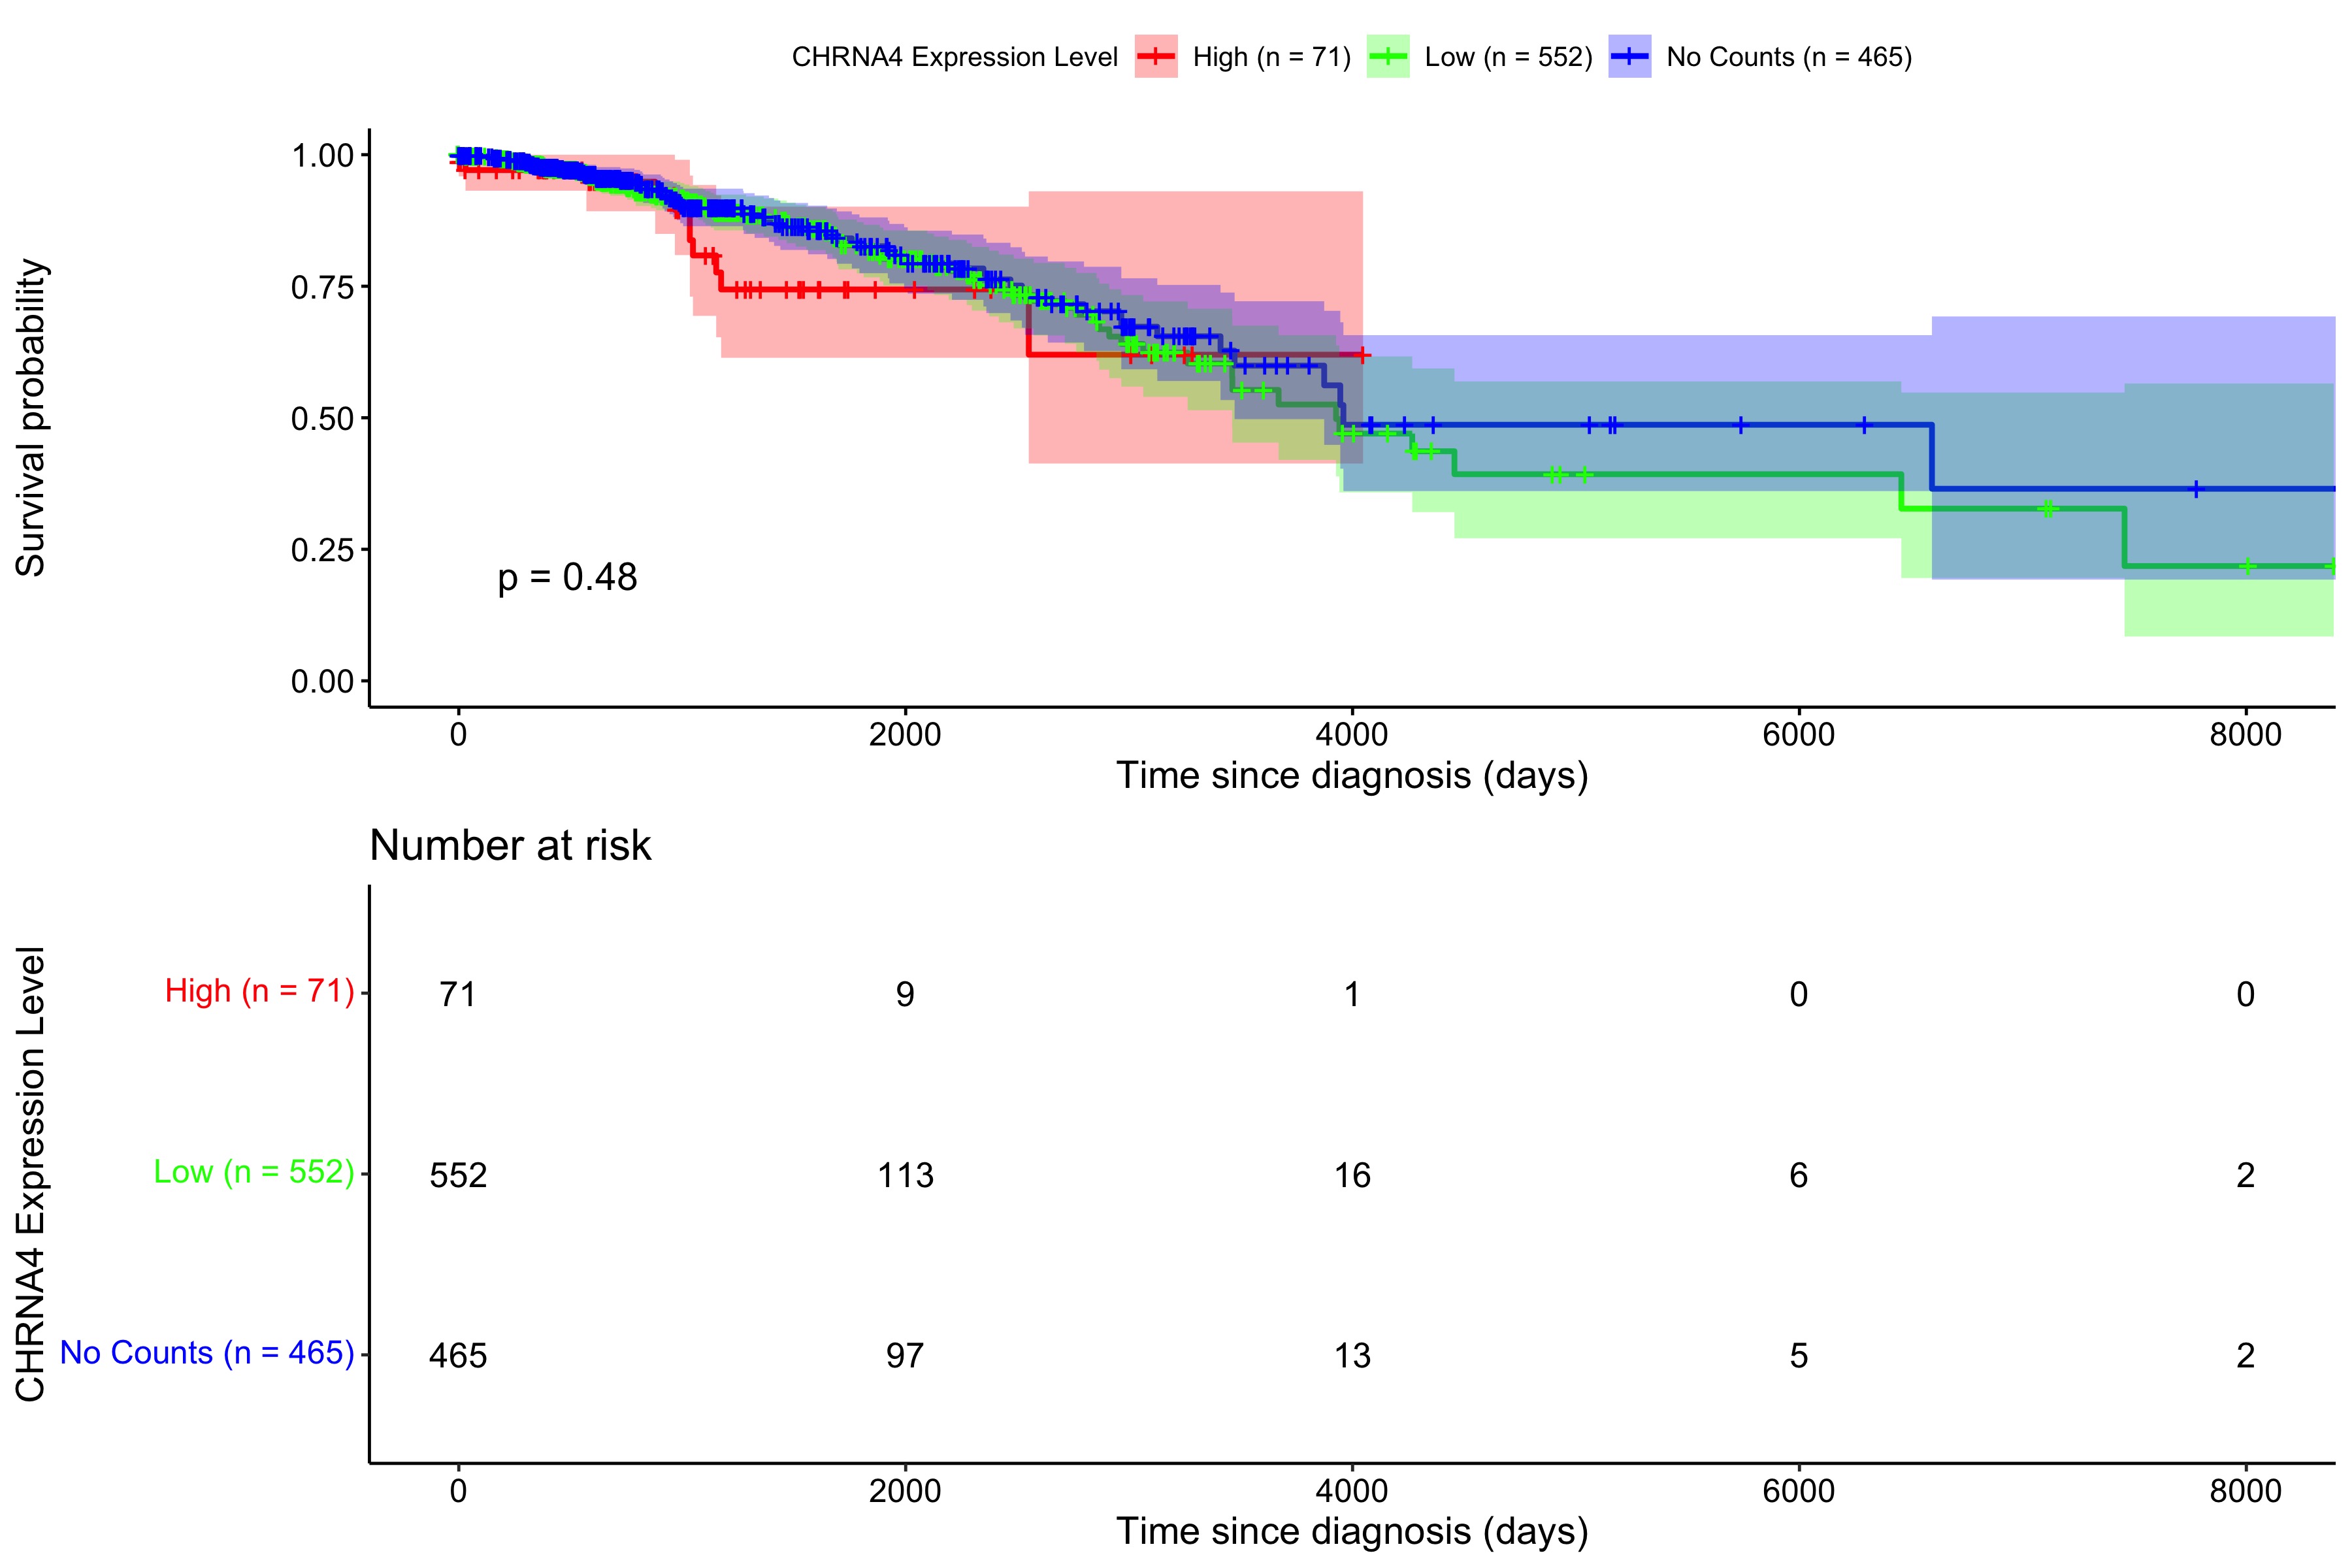 CHRNA4 Expression Level High (n = 71) Low (n = 552) No Counts (n = 465)
Survival probability
1.00
0.75
0.50
0.25
0.00
p = 0.48
0 2000 4000 6000 8000
Time since diagnosis (days)
Number at risk
CHRNA4 Expression Level
High (n = 71) 71 9 1 0 0
Low (n = 552) 552 113 16 6 2
No Counts (n = 465) 465 97 13 5 2
0 2000 4000 6000 8000
Time since diagnosis (days)